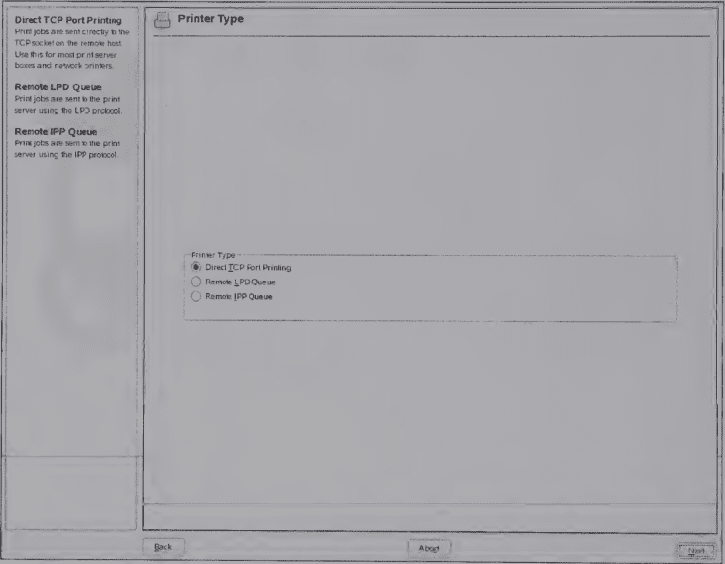 Direct TCP Port Printing
Print jobs are sent directly to the
TCP socket on the remote host.
Use this for most print server
boxes and network printers.
Remote LPD Queue
Print jobs are sent to the print
server using the LPD protocol.
Remote IPP Queue
Print jobs are sent to the print
server using the IPP protocol.
Printer Type
Printer Type
Direct TCP Port Printing
Remote LPD Queue
Remote IPP Queue
Back
Abort
Next